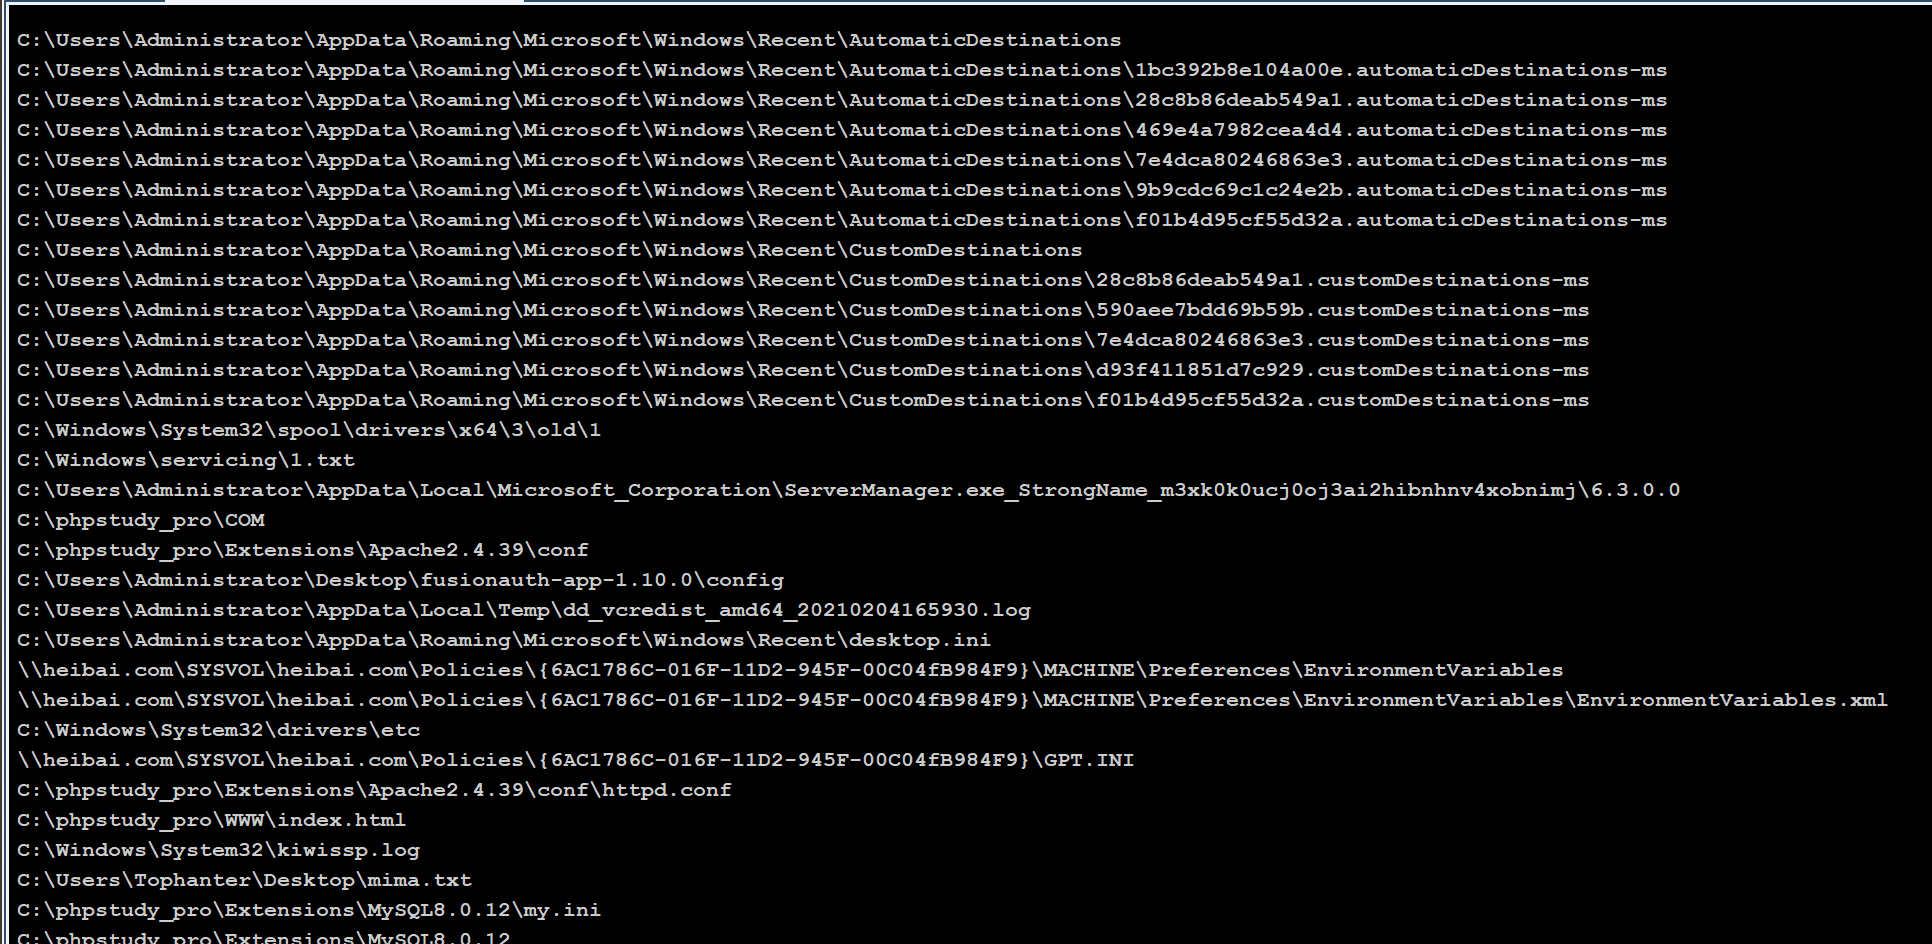 C:\Users\Administrator\AppData\Roaming\Microsoft\Windows\Recent\AutomaticDestinations
C:\Users\Administrator\AppData\Roaming\Microsoft\Windows\Recent\AutomaticDestinations\1bc392b8e104a00e.automaticDestinations-ms
C:\Users\Administrator\AppData\Roaming\Microsoft\Windows\Recent\AutomaticDestinations\28c8b86deab549a1.automaticDestinations-ms
C:\Users\Administrator\AppData\Roaming\Microsoft\Windows\Recent\AutomaticDestinations\469e4a7982cea4d4.automaticDestinations-ms
C:\Users\Administrator\AppData\Roaming\Microsoft\Windows\Recent\AutomaticDestinations\7e4dca80246863e3.automaticDestinations-ms
C:\Users\Administrator\AppData\Roaming\Microsoft\Windows\Recent\AutomaticDestinations\9b9cdc69c1c24e2b.automaticDestinations-ms
C:\Users\Administrator\AppData\Roaming\Microsoft\Windows\Recent\AutomaticDestinations\f01b4d95cf55d32a.automaticDestinations-ms
C:\Users\Administrator\AppData\Roaming\Microsoft\Windows\Recent\CustomDestinations
C:\Users\Administrator\AppData\Roaming\Microsoft\Windows\Recent\CustomDestinations\28c8b86deab549a1.customDestinations-ms
C:\Users\Administrator\AppData\Roaming\Microsoft\Windows\Recent\CustomDestinations\590aee7bdd69b59b.customDestinations-ms
C:\Users\Administrator\AppData\Roaming\Microsoft\Windows\Recent\CustomDestinations\7e4dca80246863e3.customDestinations-ms
C:\Users\Administrator\AppData\Roaming\Microsoft\Windows\Recent\CustomDestinations\d93f411851d7c929.customDestinations-ms
C:\Users\Administrator\AppData\Roaming\Microsoft\Windows\Recent\CustomDestinations\f01b4d95cf55d32a.customDestinations-ms
C:\Windows\System32\spool\drivers\x64\3\old\1
C:\Windows\servicing\1.txt
C:\Users\Administrator\AppData\Local\Microsoft_Corporation\ServerManager.exe_StrongName_m3xk0k0ucj0oj3ai2hibnhnv4xobnimj\6.3.0.0
C:\phpstudy_pro\COM
C:\phpstudy_pro\Extensions\Apache2.4.39\conf
C:\Users\Administrator\Desktop\fusionauth-app-1.10.0\config
C:\Users\Administrator\AppData\Local\Temp\dd_vcredist_amd64_20210204165930.log
C:\Users\Administrator\AppData\Roaming\Microsoft\Windows\Recent\desktop.ini
\\heibai.com\SYSVOL\heibai.com\Policies\{6AC1786C-016F-11D2-945F-00C04fB984F9}\MACHINE\Preferences\EnvironmentVariables
\\heibai.com\SYSVOL\heibai.com\Policies\{6AC1786C-016F-11D2-945F-00C04fB984F9}\MACHINE\Preferences\EnvironmentVariables\EnvironmentVariables.xml
C:\Windows\System32\drivers\etc
\\heibai.com\SYSVOL\heibai.com\Policies\{6AC1786C-016F-11D2-945F-00C04fB984F9}\GPT.INI
C:\phpstudy_pro\Extensions\Apache2.4.39\conf\httpd.conf
C:\phpstudy_pro\WWW\index.html
C:\Windows\System32\kiwissp.log
C:\Users\Tophanter\Desktop\mima.txt
C:\phpstudy_pro\Extensions\MySQL8.0.12\my.ini
C:\phpstudy_pro\Extensions\MySQL8.0.12